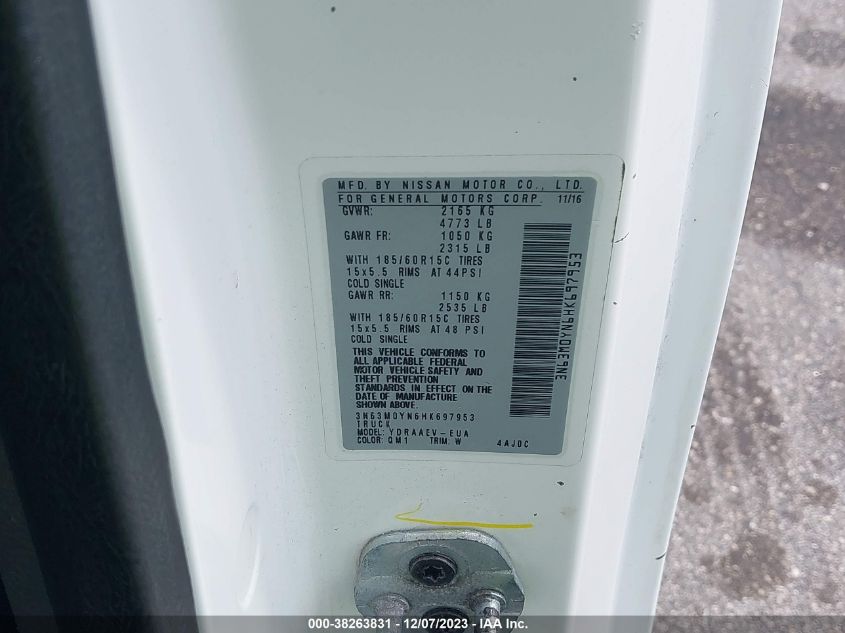 MFD. BY NISSAN MOTOR CO., LTD.
FOR GENERAL MOTORS CORP. 11/16
GVWR: 2165 KG
4773 LB
GAWR FR: 1050 KG
2315 LB
WITH 185/60R15C TIRES
15x5.5 RIMS AT 44PSI
COLD SINGLE
GAWR RR: 1150 KG
2535 LB
WITH 185/60R15C TIRES
15x5.5 RIMS AT 48 PSI
COLD SINGLE
THIS VEHICLE CONFORMS TO
ALL APPLICABLE FEDERAL
MOTOR VEHICLE SAFETY AND
THEFT PREVENTION
STANDARDS IN EFFECT ON THE
DATE OF MANUFACTURE
SHOWN ABOVE.
3N63M0YN6HK697953
TRUCK
MODEL: YDRAAEV-EUA
COLOR: QM1 TRIM: W 4AJ0C
3N63M0YN6HK697953
000-38263831 - 12/07/2023 - IAA Inc.